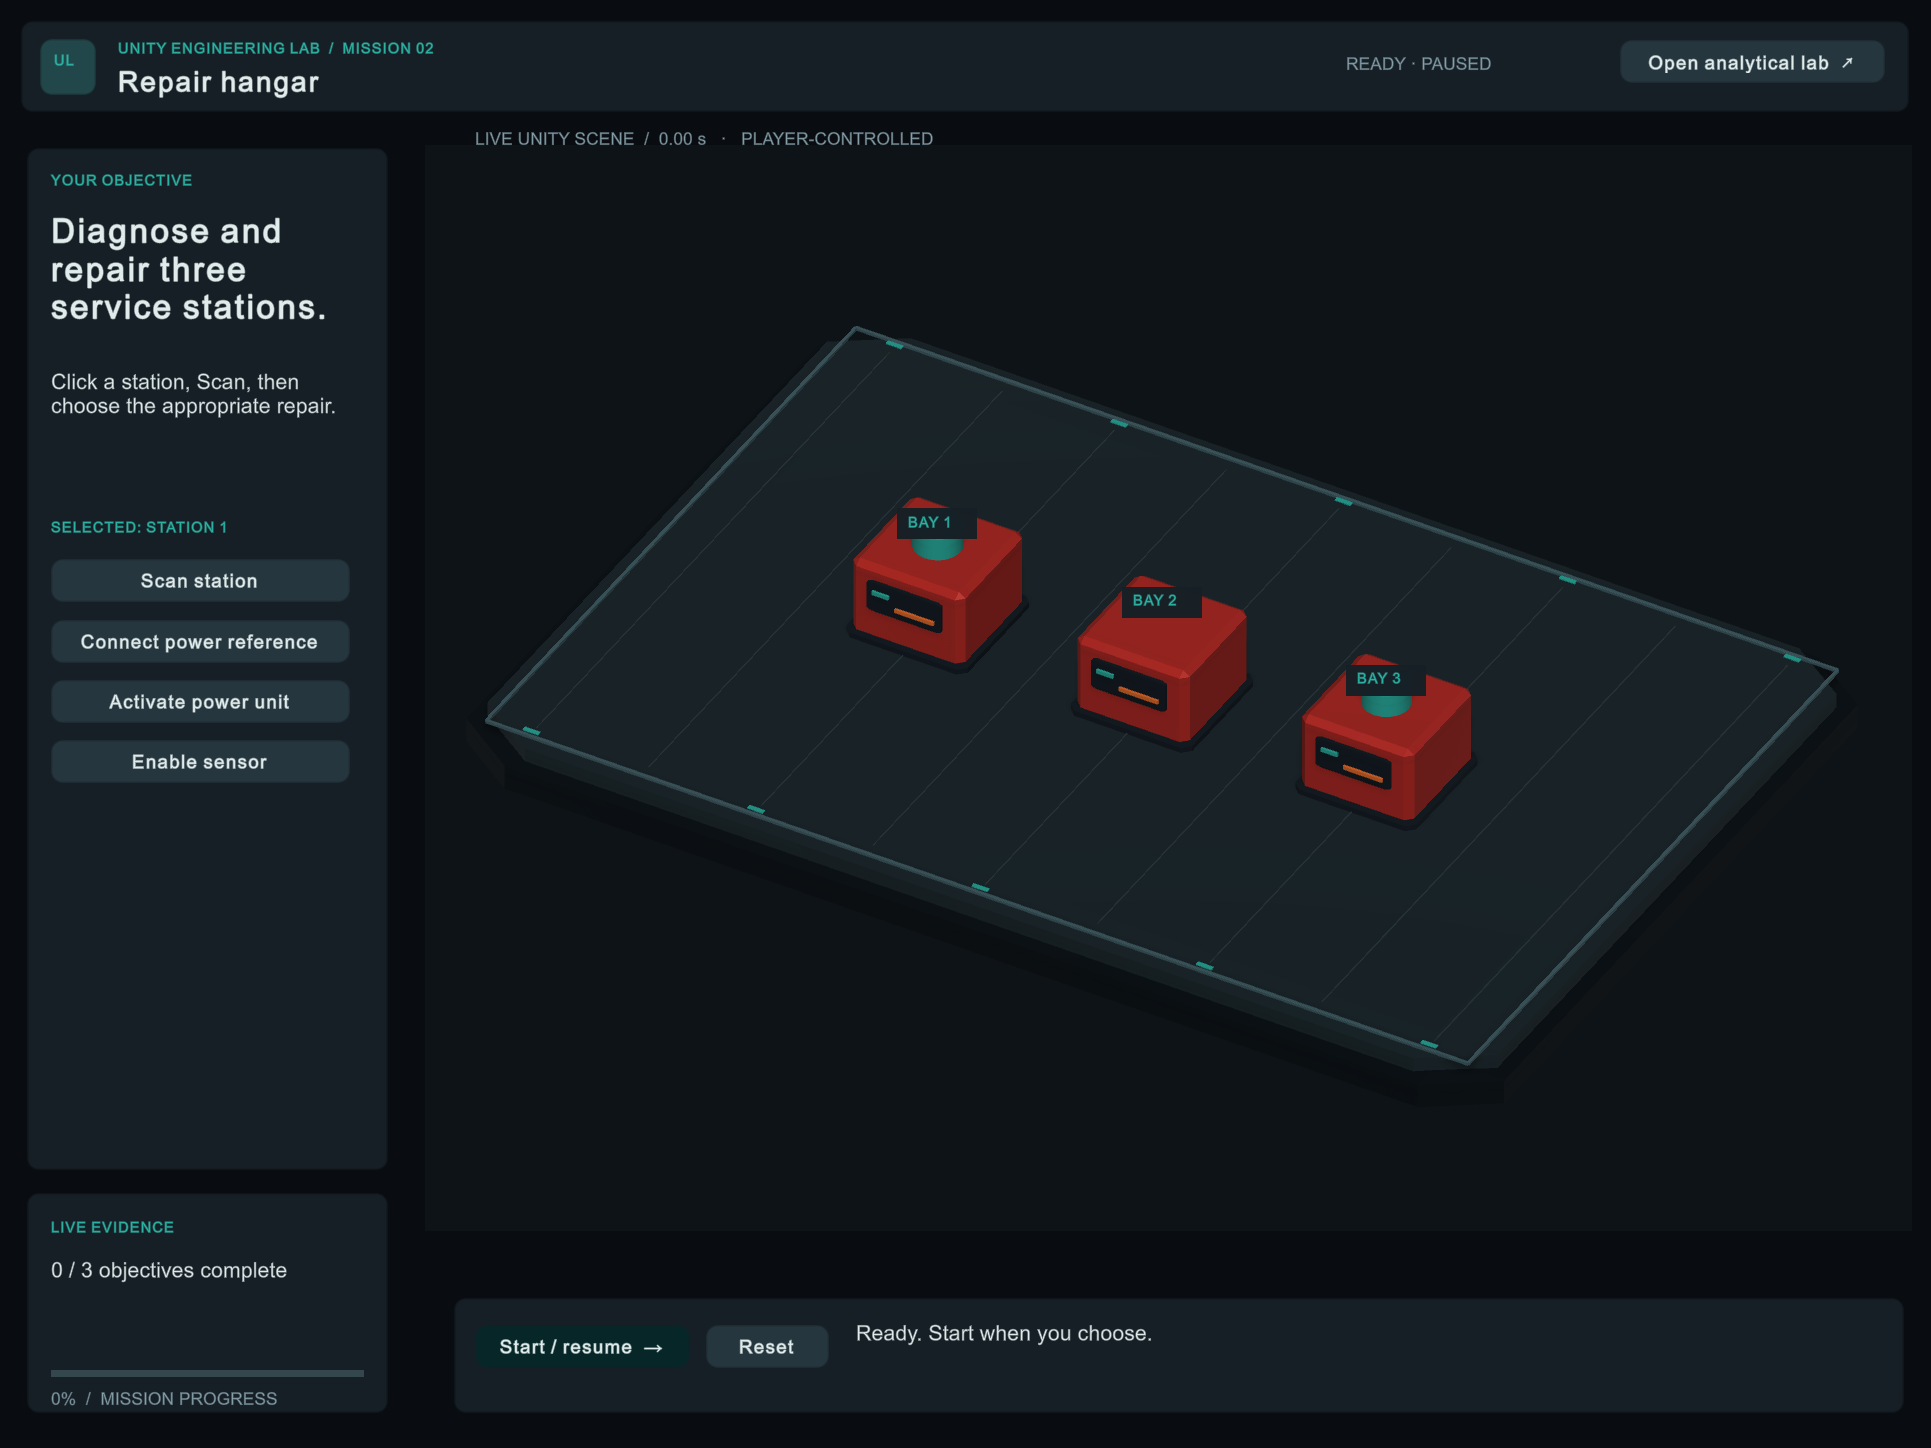 UL
UNITY ENGINEERING LAB / MISSION 02
Repair hangar
READY · PAUSED
Open analytical lab ↗
LIVE UNITY SCENE / 0.00 s · PLAYER-CONTROLLED
YOUR OBJECTIVE
Diagnose and
repair three
service stations.
Click a station, Scan, then
choose the appropriate repair.
SELECTED: STATION 1
Scan station
Connect power reference
Activate power unit
Enable sensor
BAY 1
BAY 2
BAY 3
LIVE EVIDENCE
0 / 3 objectives complete
0% / MISSION PROGRESS
Start / resume →
Reset
Ready. Start when you choose.